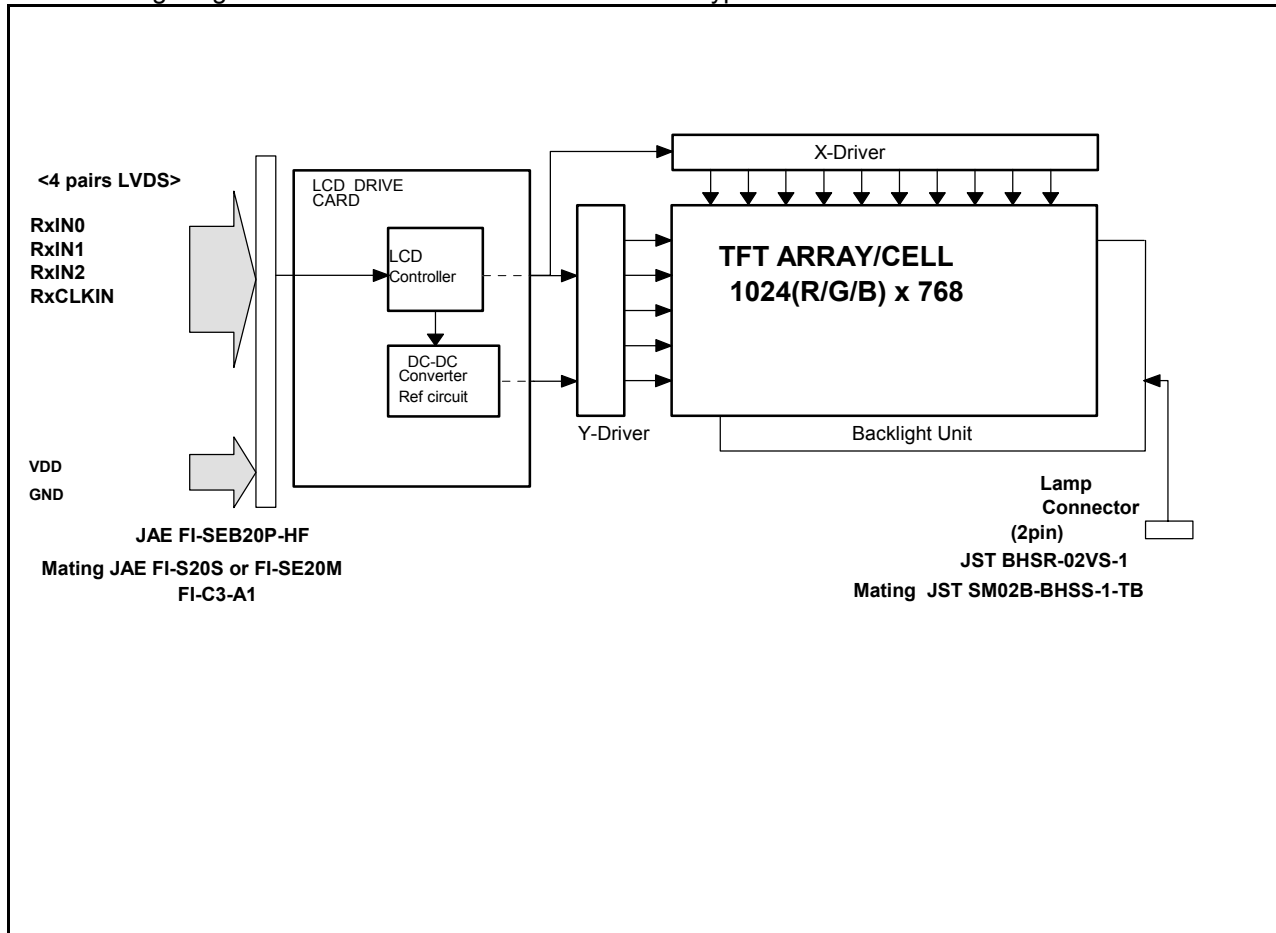 X-Driver
<4 pairs LVDS>
RxIN0
RxIN1
RxIN2
RxCLKIN
LCD DRIVE
CARD
LCD
Controller
DC-DC
Converter
Ref circuit
TFT ARRAY/CELL
1024(R/G/B) x 768
Y-Driver
Backlight Unit
VDD
GND
JAE FI-SEB20P-HF
Mating JAE FI-S20S or FI-SE20M
FI-C3-A1
Lamp
Connector
(2pin)
JST BHSR-02VS-1
Mating JST SM02B-BHSS-1-TB